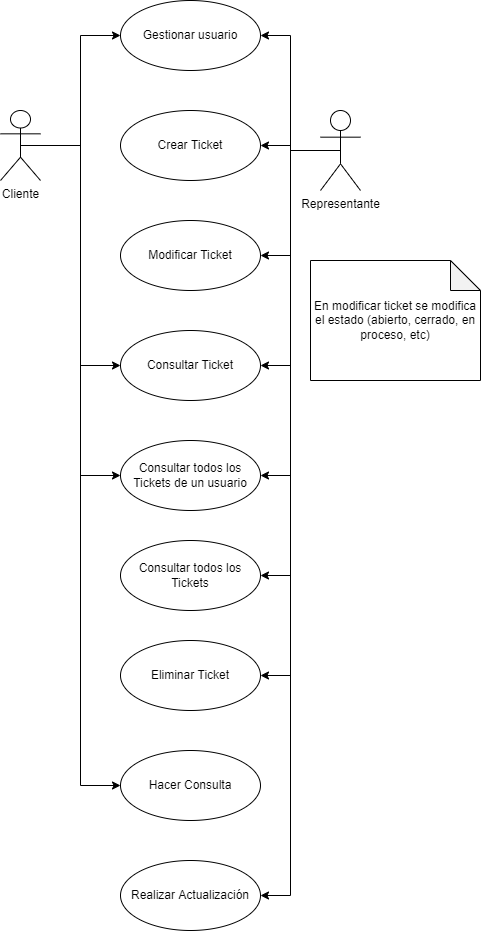 Gestionar usuario
Cliente
Crear Ticket
Representante
Modificar Ticket
En modificar ticket se modifica
el estado (abierto, cerrado, en
proceso, etc)
Consultar Ticket
Consultar todos los
Tickets de un usuario
Consultar todos los
Tickets
Eliminar Ticket
Hacer Consulta
Realizar Actualización